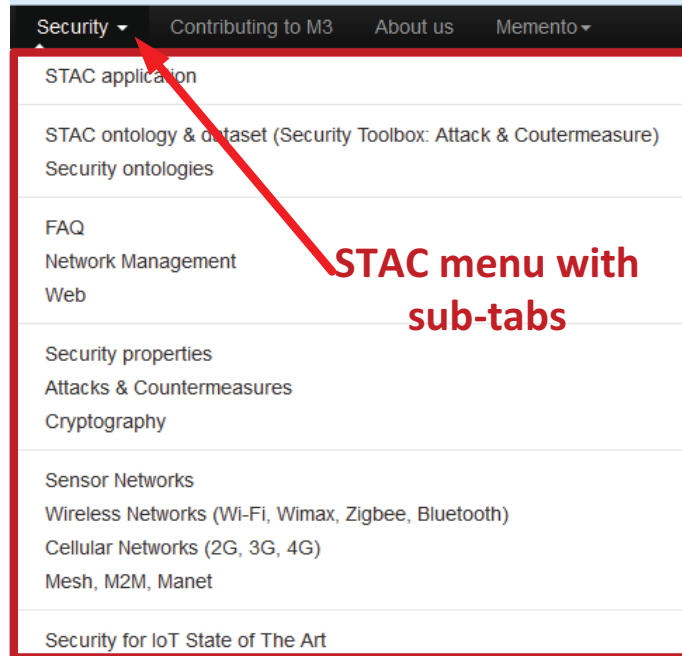 Security Contributing to M3 About us Memento
STAC application
STAC ontology & dataset (Security Toolbox: Attack & Coutermeasure)
Security ontologies
FAQ
Network Management
Web
STAC menu with
sub-tabs
Security properties
Attacks & Countermeasures
Cryptography
Sensor Networks
Wireless Networks (Wi-Fi, Wimax, Zigbee, Bluetooth)
Cellular Networks (2G, 3G, 4G)
Mesh, M2M, Manet
Security for IoT State of The Art